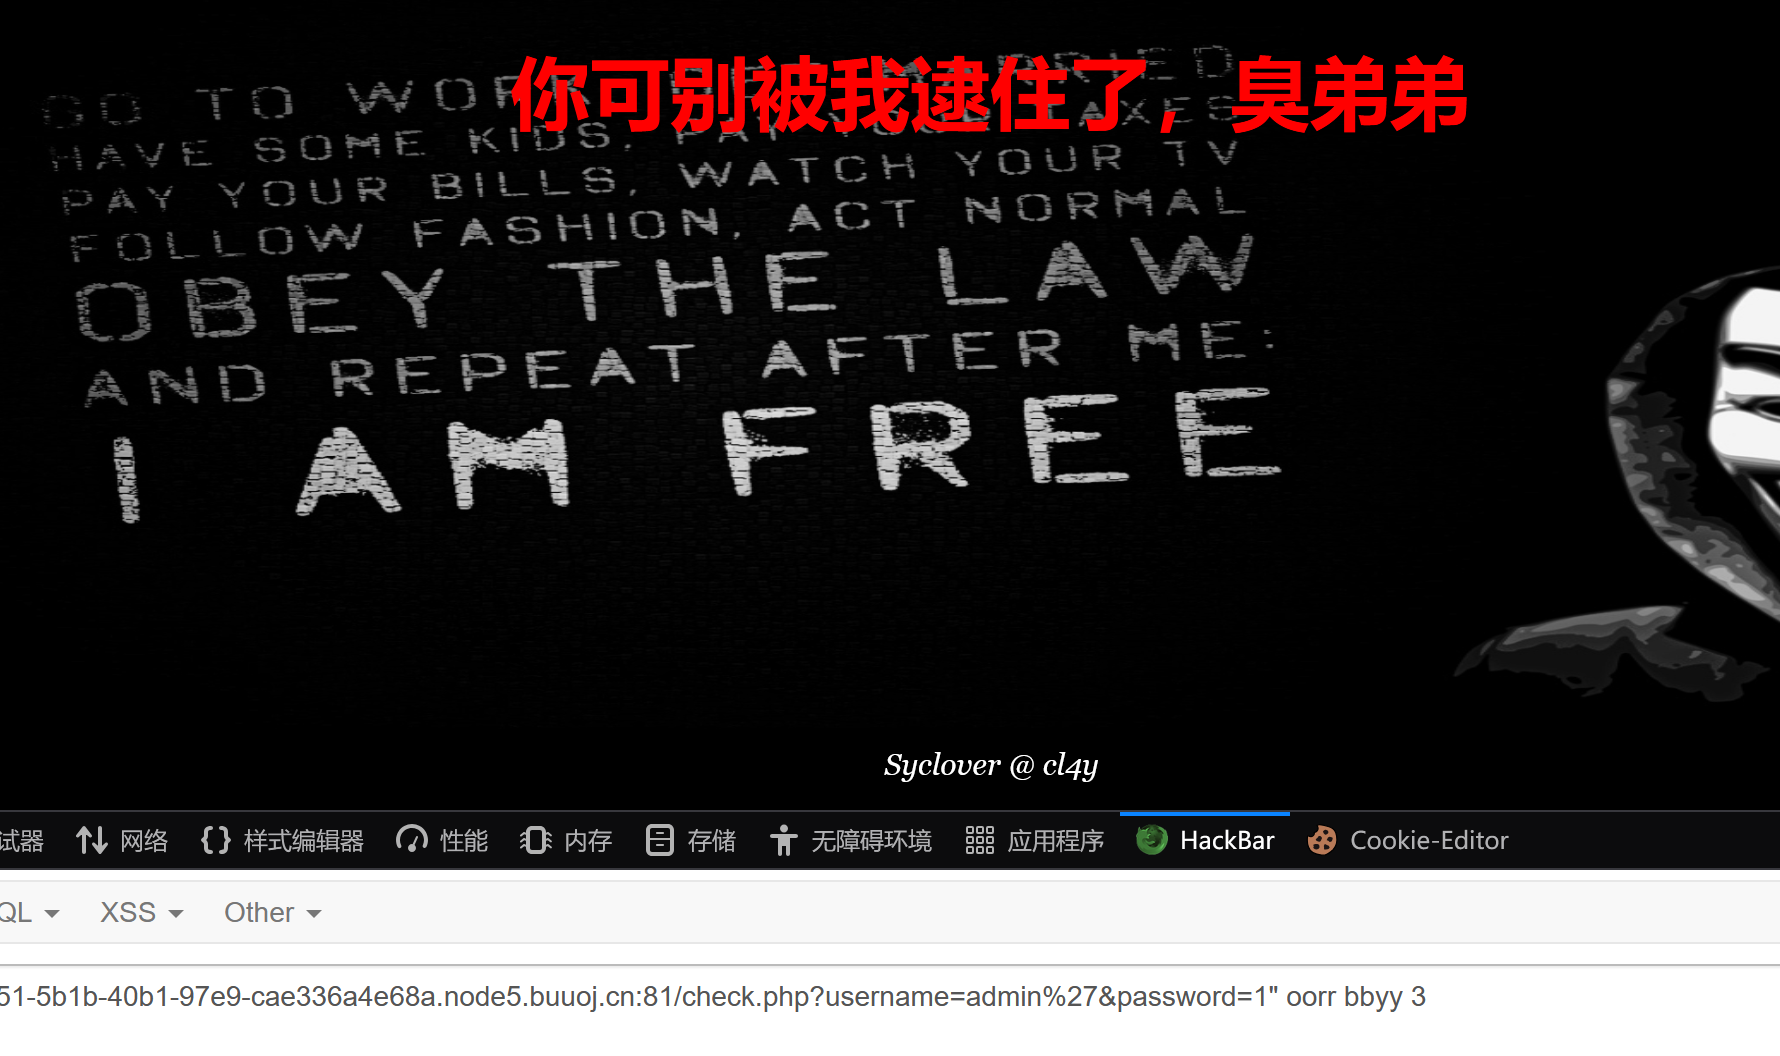 你可别被我逮住了，臭弟弟
GO TO WORK, GET MARRIED
HAVE SOME KIDS, PAY YOUR TAXES
PAY YOUR BILLS, WATCH YOUR TV
FOLLOW FASHION, ACT NORMAL
OBEY THE LAW
AND REPEAT AFTER ME:
I AM FREE
Syclover @ cl4y
试器 网络 样式编辑器 性能 内存 存储 无障碍环境 应用程序 HackBar Cookie-Editor
QL XSS Other
51-5b1b-40b1-97e9-cae336a4e68a.node5.buuoj.cn:81/check.php?username=admin%27&password=1" oorr bbyy 3